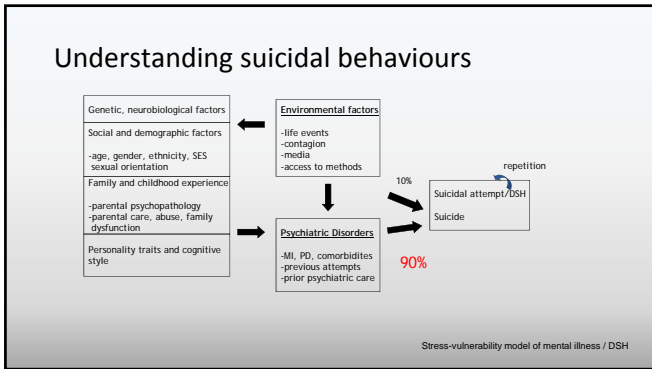 Understanding suicidal behaviours
Genetic, neurobiological factors
Social and demographic factors
-age, gender, ethnicity, SES
sexual orientation
Family and childhood experience
-parental psychopathology
-parental care, abuse, family
dysfunction
Personality traits and cognitive
style
Environmental factors
-life events
-contagion
-media
-access to methods
Psychiatric Disorders
-MI, PD, comorbidites
-previous attempts
-prior psychiatric care
10%
90%
repetition
Suicidal attempt/DSH
Suicide
Stress-vulnerability model of mental illness / DSH